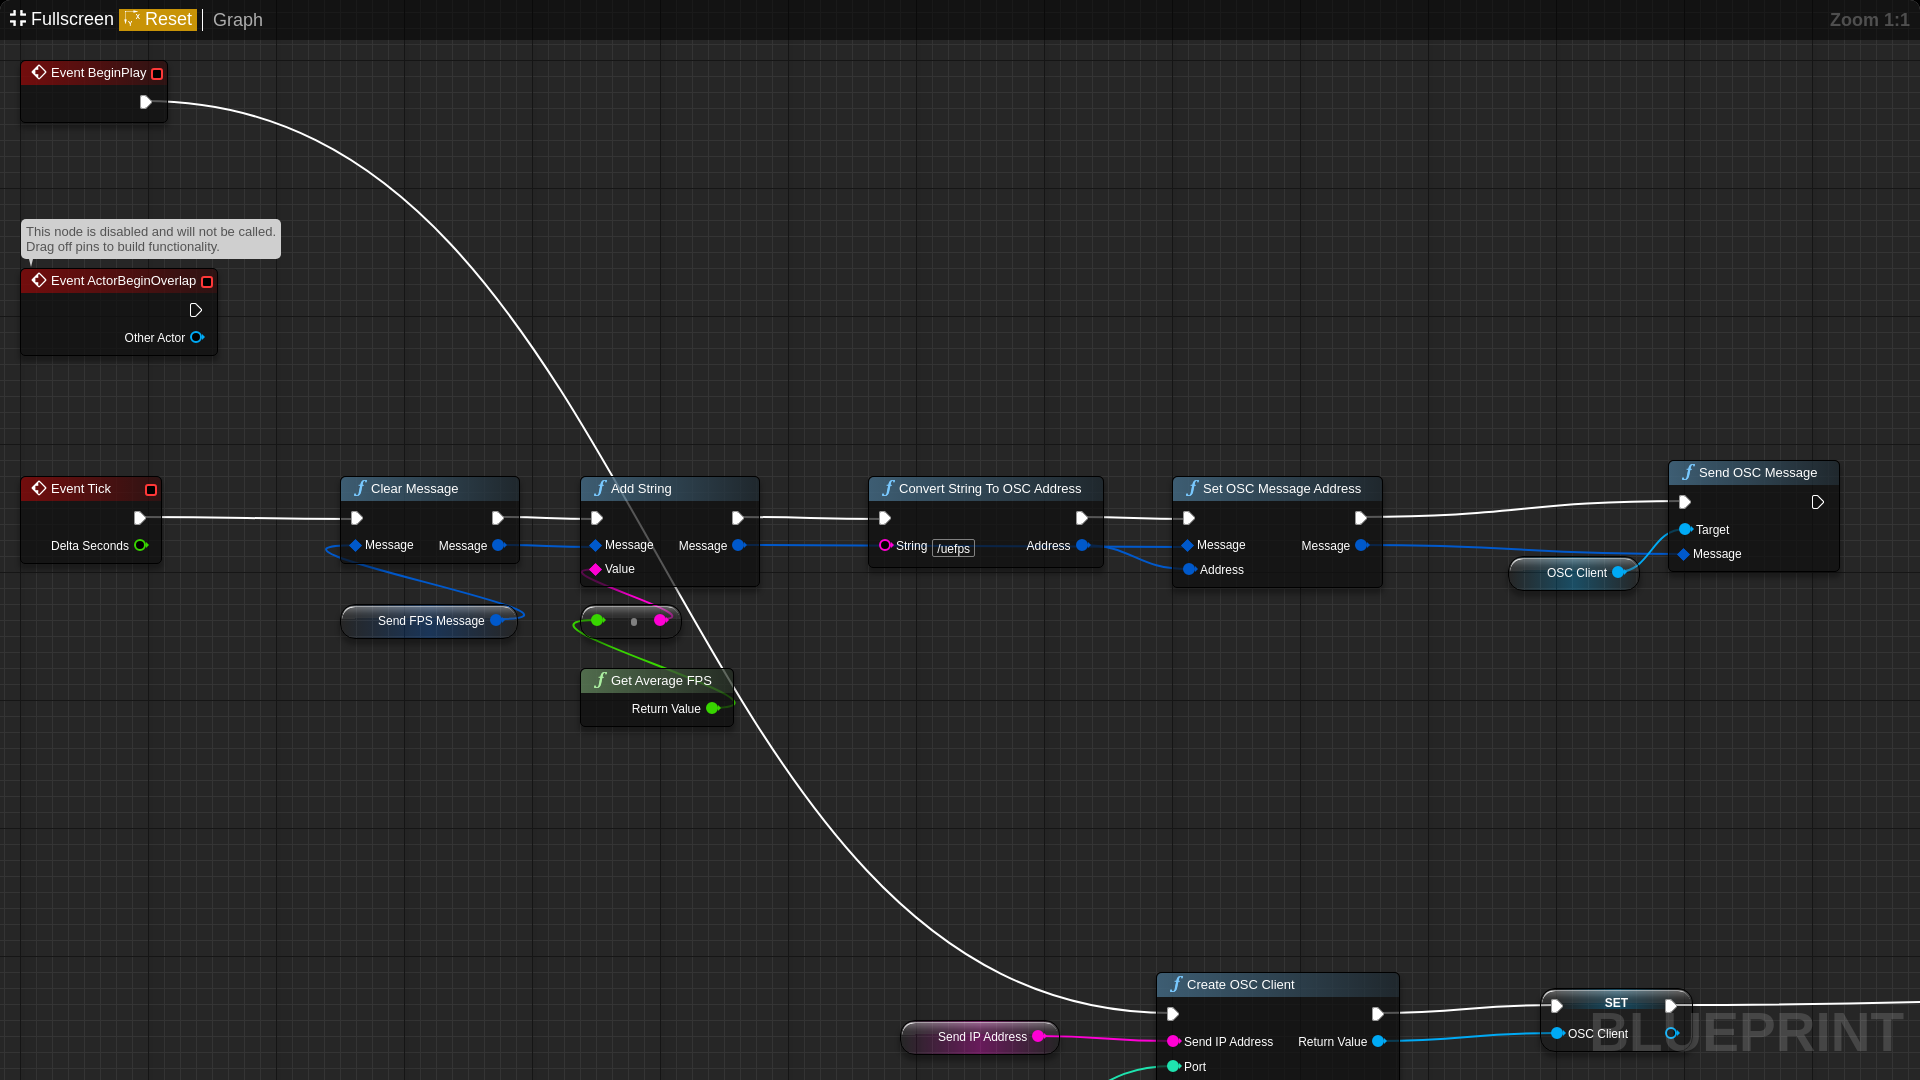 Fullscreen Reset Graph Zoom 1:1
Event BeginPlay
This node is disabled and will not be called.
Drag off pins to build functionality.
Event ActorBeginOverlap
Other Actor
Event Tick
Delta Seconds
Clear Message
Message Message
Send FPS Message
Add String
Message Message
Value
Get Average FPS
Return Value
Convert String To OSC Address
String /uefps Address
Set OSC Message Address
Message Message
Address
Send OSC Message
Target
Message
OSC Client
Send IP Address
Create OSC Client
Send IP Address Return Value
Port
SET
OSC Client
BLUEPRINT